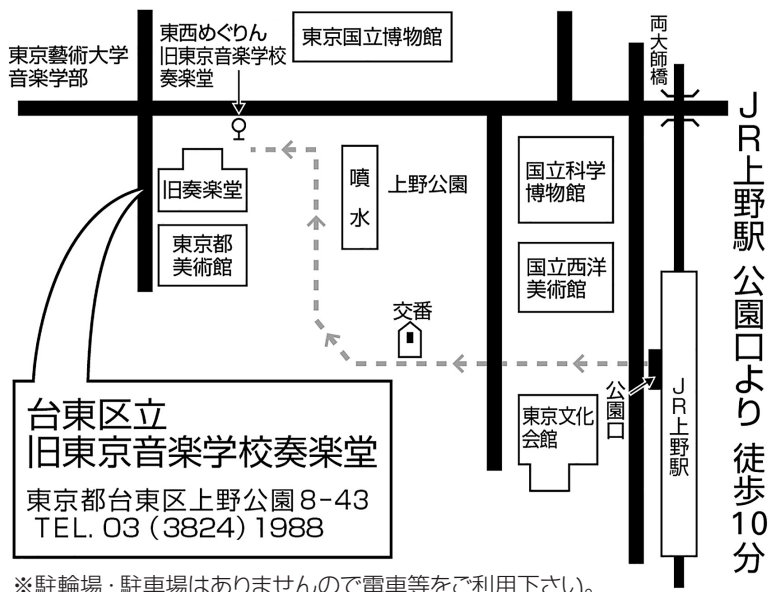 東京藝術大学
音楽学部
東西めぐりん
旧東京音楽学校
奏楽堂
東京国立博物館
両大師橋
JR上野駅 公園口より 徒歩10分
旧奏楽堂
東京都
美術館
噴水
上野公園
国立科学
博物館
国立西洋
美術館
交番
公園口
JR上野駅
東京文化
会館
台東区立
旧東京音楽学校奏楽堂
東京都台東区上野公園8-43
TEL. 03(3824)1988
※駐輪場・駐車場はありませんので電車等をご利用下さい。